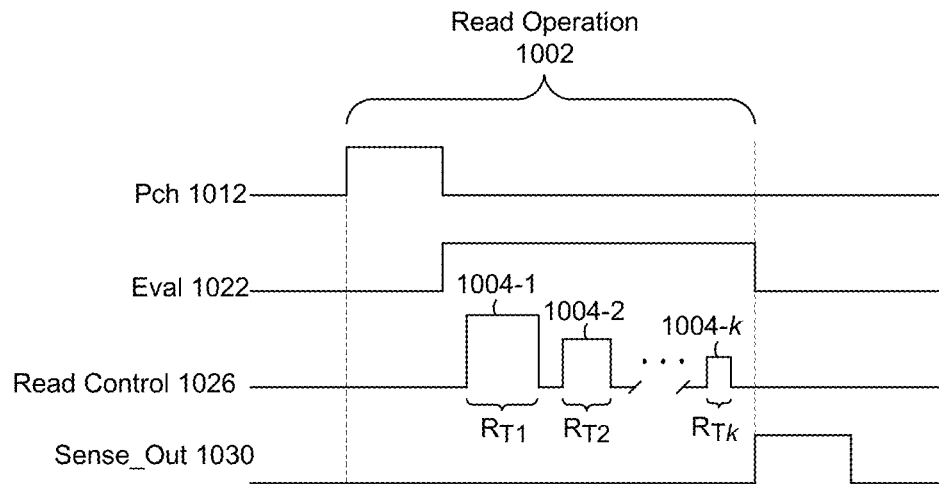 Read Operation
1002
Pch 1012
Eval 1022
1004-1
1004-2
1004-k
Read Control 1026
RT1
RT2
RTk
Sense_Out 1030